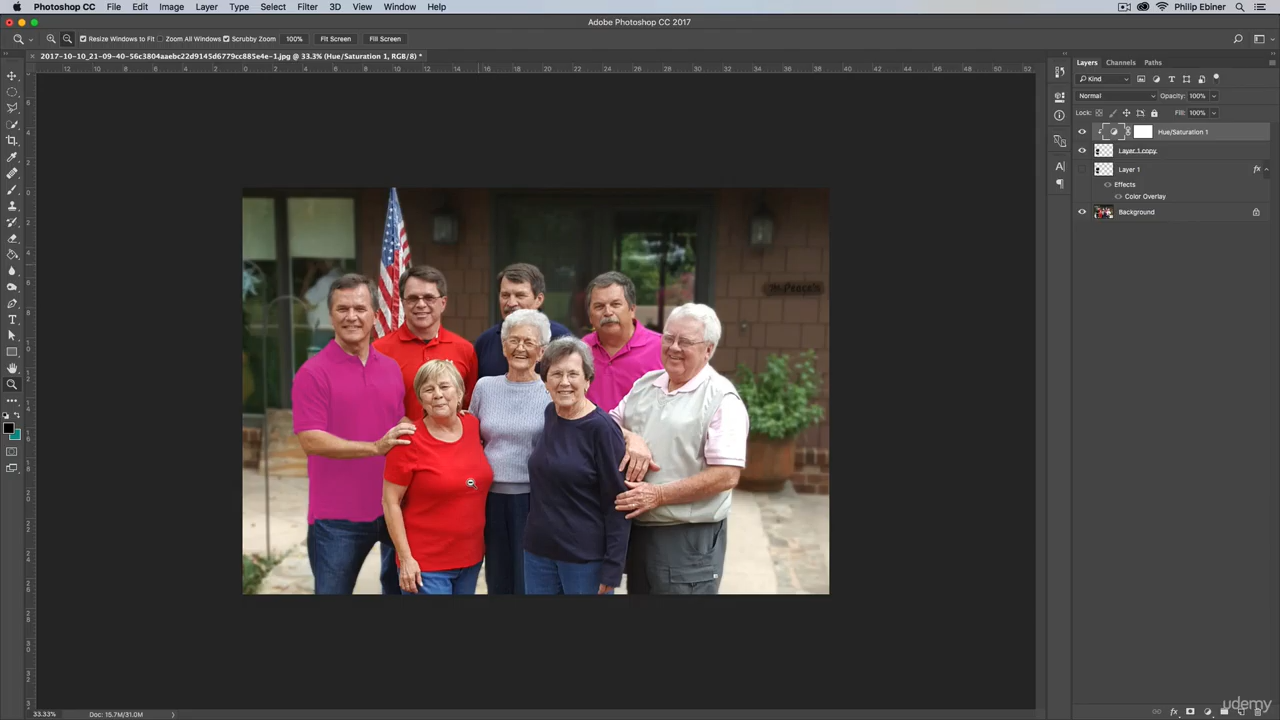 Photoshop CC File Edit Image Layer Type Select Filter 3D View Window Help Philip Ebiner
Adobe Photoshop CC 2017
Resize Windows to Fit Zoom All Windows Scrubby Zoom 100% Fit Screen Fill Screen
2017-10-10_21-09-40-56c3804aaebc22d9145d6779cc885e4e-1.jpg @ 33.3% (Hue/Saturation 1, RGB/8) *
Layers Channels Paths
Kind
Normal Opacity: 100%
Lock: Fill: 100%
Hue/Saturation 1
Layer 1 copy
Layer 1 fx
Effects
Color Overlay
Background
33.33% Doc: 15.7M/31.0M
udemy